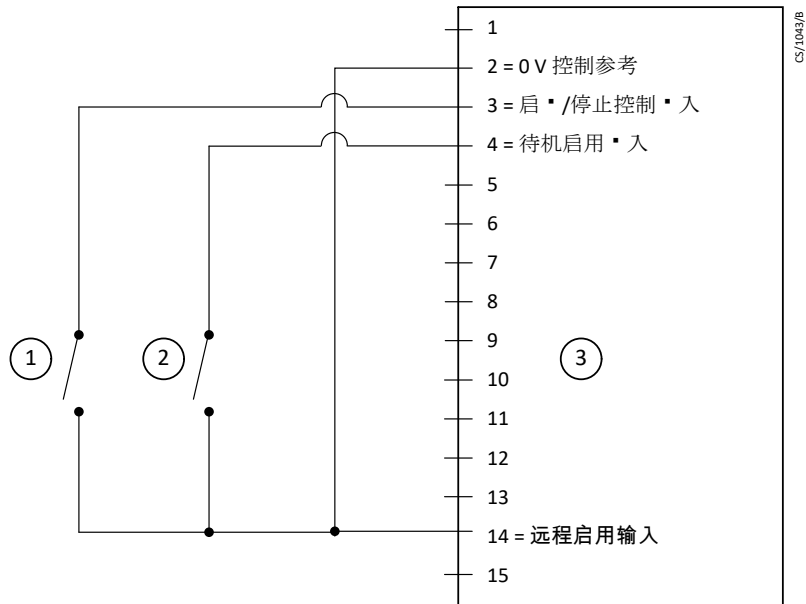 1
2 = 0 V 控制参考
3 = 启▪/停止控制▪入
4 = 待机启用▪入
5
6
7
8
9
10
11
12
13
14 = 远程启用输入
15
1
2
3
CS/1043/B